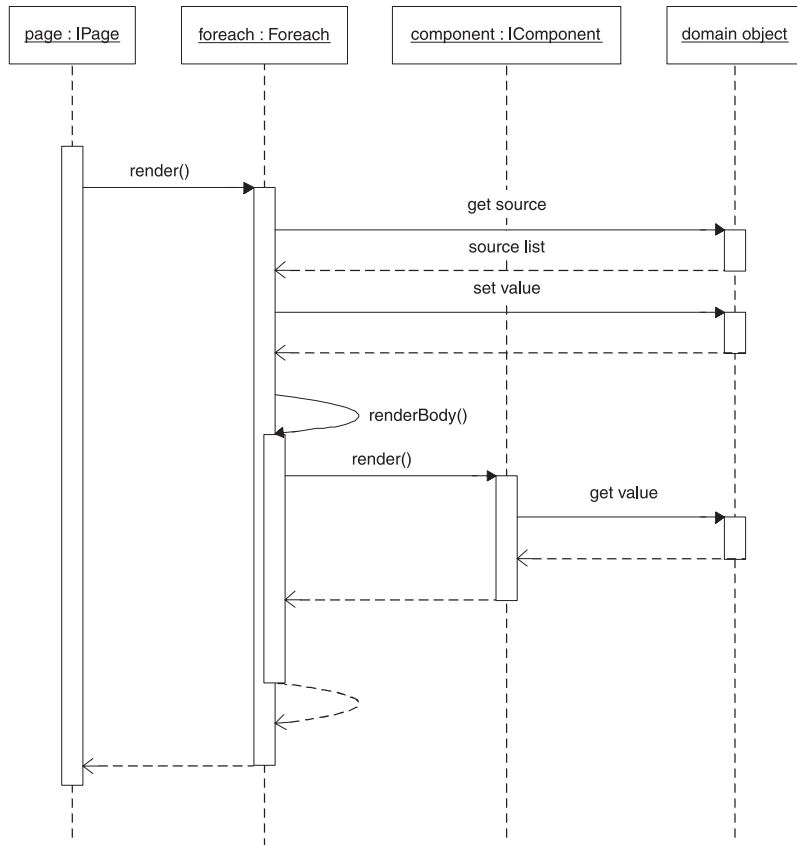 page : IPage
foreach : Foreach
component : IComponent
domain object
render()
get source
source list
set value
renderBody()
render()
get value